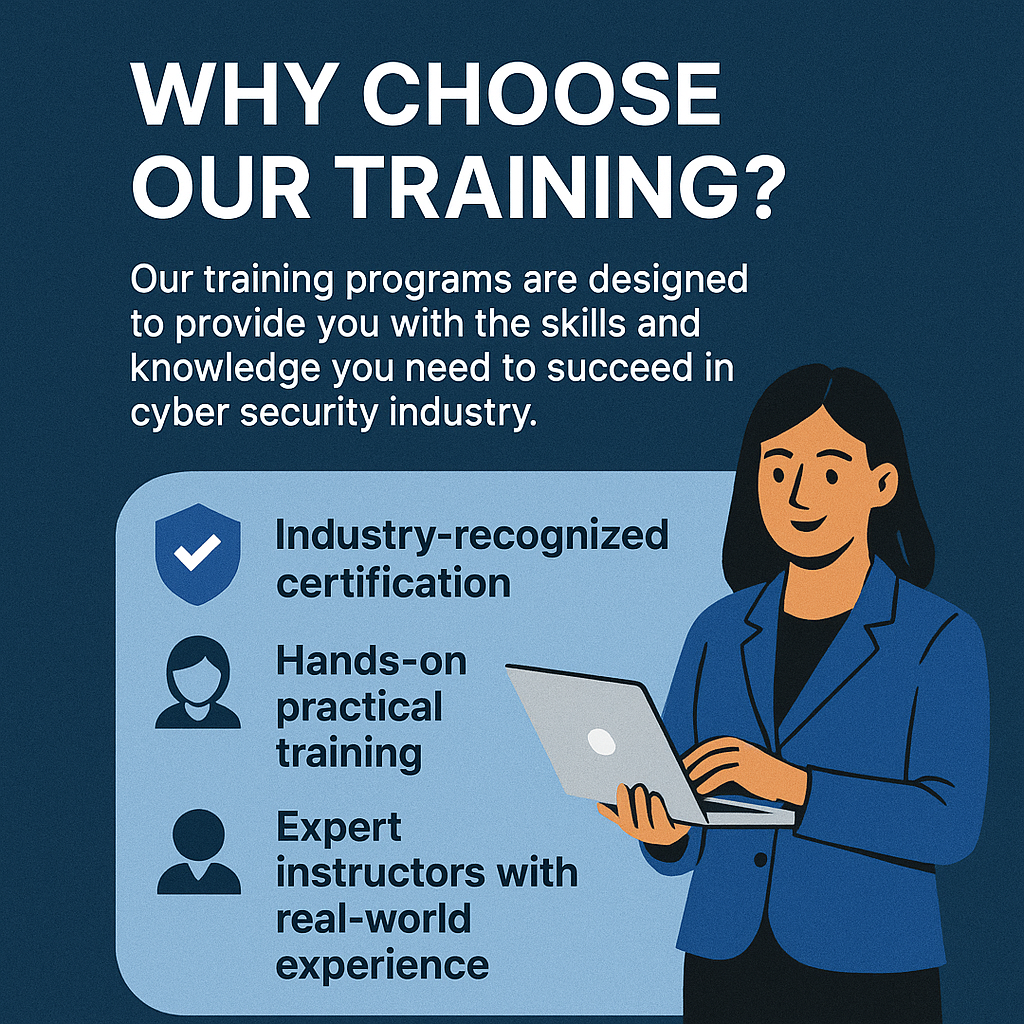 WHY CHOOSE
OUR TRAINING?
Our training programs are designed
to provide you with the skills and
knowledge you need to succeed in
cyber security industry.
Industry-recognized
certification
Hands-on
practical
training
Expert
instructors with
real-world
experience